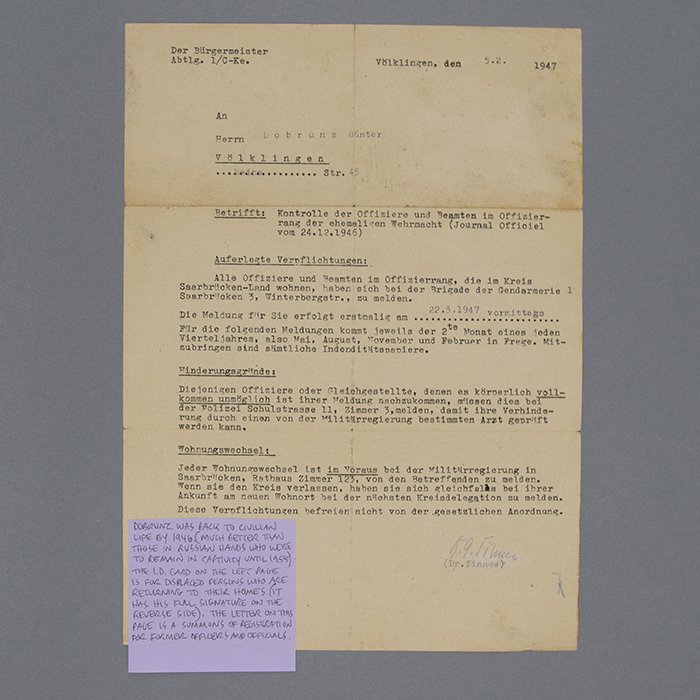 Der Bürgermeister
Abtlg. 1/C-Ke.
Völklingen, den 5.2. 1947
An
Herrn Dobrunz Günter
Völklingen
Str. 45
Betrifft: Kontrolle der Offiziere und Beamten im Offizier-
rang der ehemaligen Wehrmacht (Journal Officiel
vom 24.12.1946)
Auferlegte Verpflichtungen:
Alle Offiziere und Beamten im Offizierrang, die im Kreis
Saarbrücken-Land wohnen, haben sich bei der Brigade der Gendarmerie 1
Saarbrücken 3, Winterbergstr., zu melden.
Die Meldung für Sie erfolgt erstmalig am 22.3.1947 vormittags
Für die folgenden Meldungen kommt jeweils der 2te Monat eines jeden
Vierteljahres, also Mai, August, November und Februar in Frage. Mit-
zubringen sind sämtliche Indenditätspapiere.
Hinderungsgründe:
Diejenigen Offiziere oder Gleichgestellte, denen es körperlich voll-
kommen unmöglich ist ihrer Meldung nachzukommen, müssen dies bei
der Polizei Schulstrasse 11, Zimmer 3,melden, damit ihre Verhinde-
rung durch einen von der Militärregierung bestimmten Arzt geprüft
werden kann.
Wohnungswechsel:
Jeder Wohnungswechsel ist im Voraus bei der Militärregierung in
Saarbrücken, Rathaus Zimmer 123, von den Betreffenden zu melden.
Wenn sie den Kreis verlassen, haben sie sich gleichfalls bei ihrer
Ankunft am neuen Wohnort bei der nächsten Kreisdelegation zu melden.
Diese Verpflichtungen befreien nicht von der gesetzlichen Anordnung.
(Dr.Zinnes)
DOBRUNZ WAS BACK TO CIVILIAN
LIFE BY 1946 (MUCH BETTER THAN
THOSE IN RUSSIAN HANDS WHO WERE
TO REMAIN IN CAPTIVITY UNTIL 1955).
THE I.D. CARD ON THE LEFT PAGE
IS FOR DISPLACED PERSONS WHO ARE
RETURNING TO THEIR HOMES. (IT
HAS HIS FULL SIGNATURE ON THE
REVERSE SIDE). THE LETTER ON THIS
PAGE IS A SUMMONS OF REGISTRATION
FOR FORMER OFFICERS AND OFFICIALS.